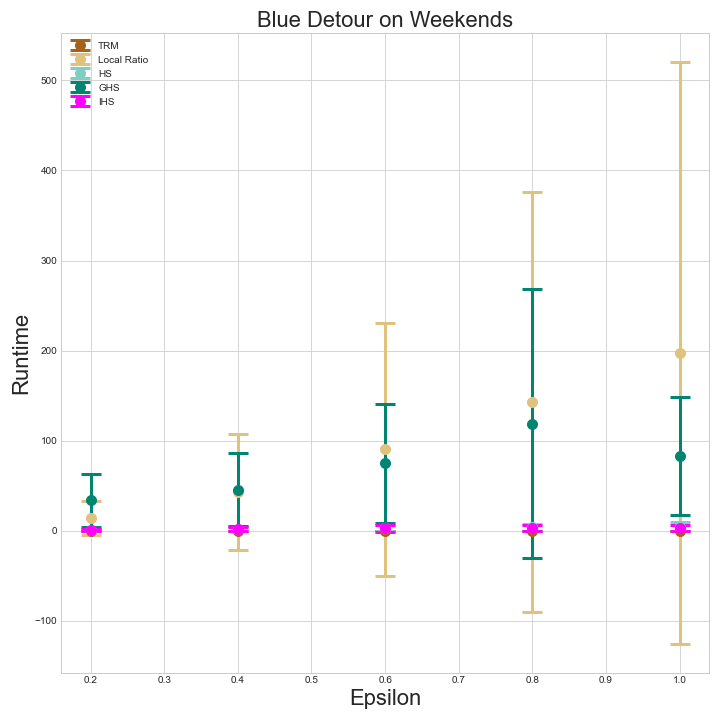 Blue Detour on Weekends
TRM
Local Ratio
HS
GHS
IHS
500
400
300
200
100
0
−100
Runtime
0.2 0.3 0.4 0.5 0.6 0.7 0.8 0.9 1.0
Epsilon